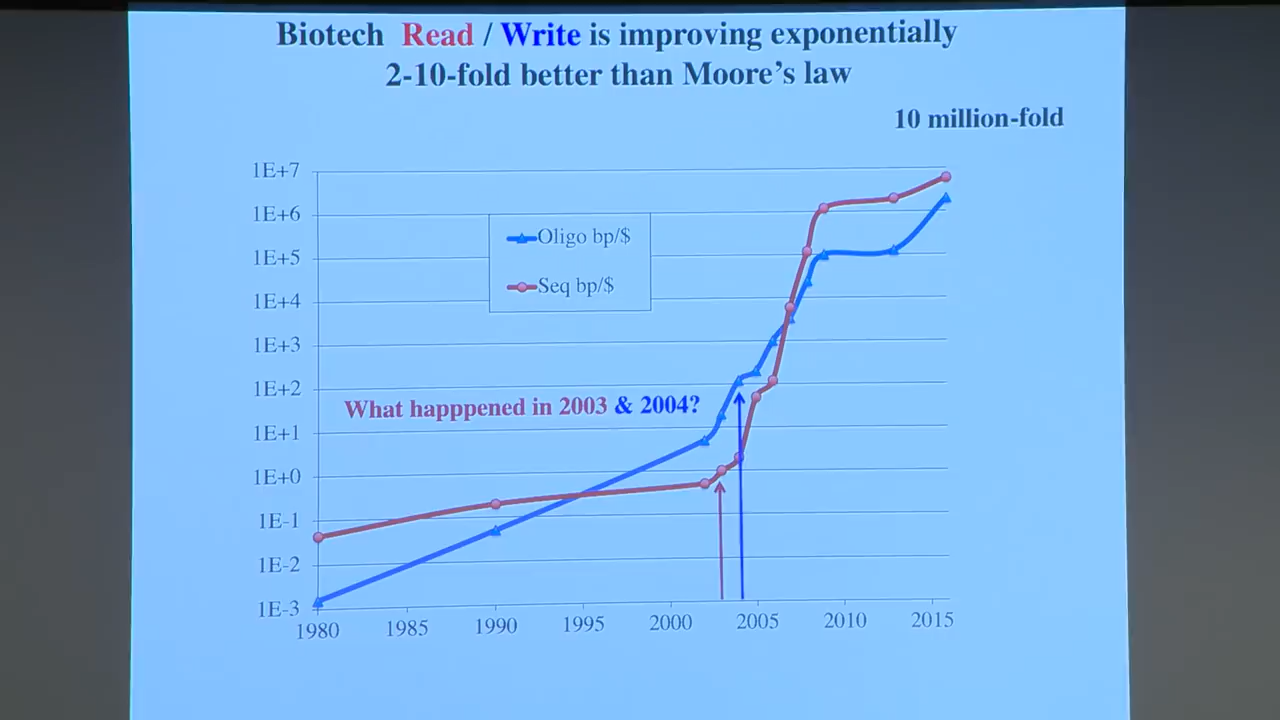 Biotech Read / Write is improving exponentially
2-10-fold better than Moore's law
10 million-fold
1E+7
1E+6
1E+5
1E+4
1E+3
1E+2
1E+1
1E+0
1E-1
1E-2
1E-3
Oligo bp/$
Seq bp/$
What happpened in 2003 & 2004?
1980 1985 1990 1995 2000 2005 2010 2015